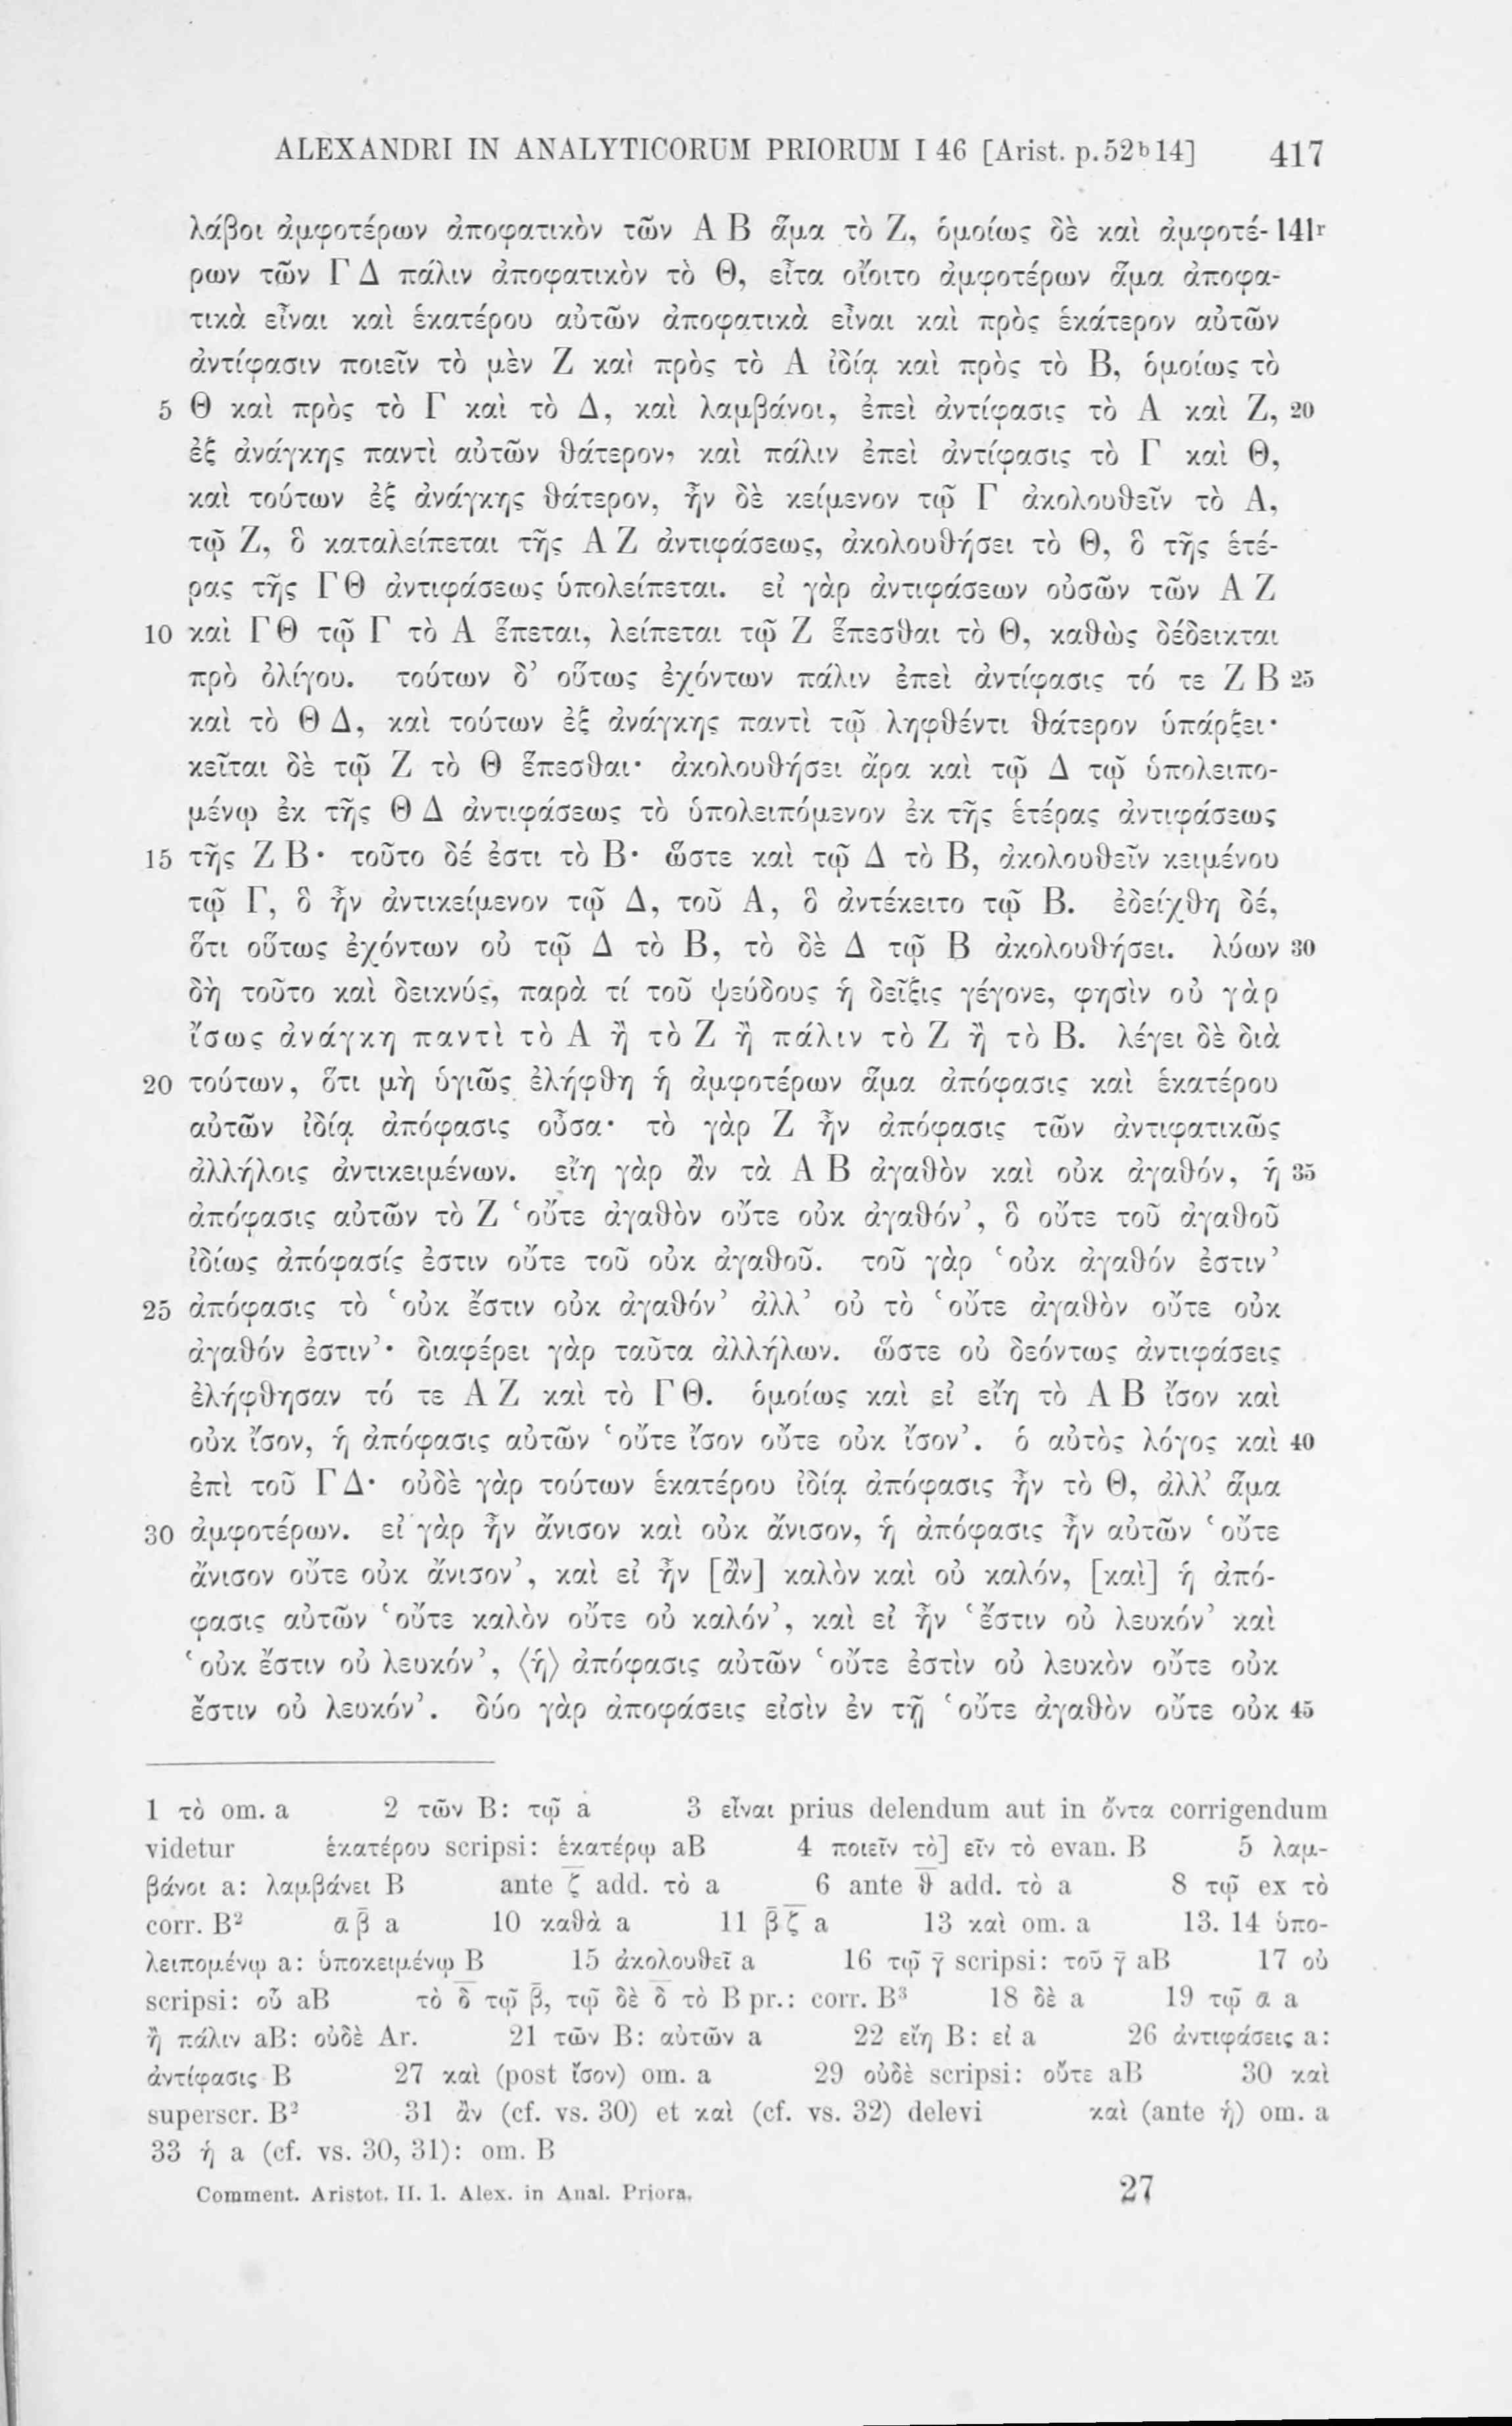 ALEXANDRI IN ANALYTICORUM PRIORUM I 46 [Arist. p. 52ᵇ14] 417
λάβοι ἀμφοτέρων ἀποφατικὸν τῶν Α Β ἅμα τὸ Ζ, ὁμοίως δὲ καὶ ἀμφοτέ- 141r
ρων τῶν Γ Δ πάλιν ἀποφατικὸν τὸ Θ, εἶτα οἴοιτο ἀμφοτέρων ἅμα ἀποφα-
τικὰ εἶναι καὶ ἑκατέρου αὐτῶν ἀποφατικὰ εἶναι καὶ πρὸς ἑκάτερον αὐτῶν
ἀντίφασιν ποιεῖν τὸ μὲν Ζ καὶ πρὸς τὸ Α ἰδίᾳ καὶ πρὸς τὸ Β, ὁμοίως τὸ
5 Θ καὶ πρὸς τὸ Γ καὶ τὸ Δ, καὶ λαμβάνοι, ἐπεὶ ἀντίφασις τὸ Α καὶ Ζ, 20
ἐξ ἀνάγκης παντὶ αὐτῶν θάτερον, καὶ πάλιν ἐπεὶ ἀντίφασις τὸ Γ καὶ Θ,
καὶ τούτων ἐξ ἀνάγκης θάτερον, ἦν δὲ κείμενον τῷ Γ ἀκολουθεῖν τὸ Α,
τῷ Ζ, ὃ καταλείπεται τῆς Α Ζ ἀντιφάσεως, ἀκολουθήσει τὸ Θ, ὃ τῆς ἑτέ-
ρας τῆς Γ Θ ἀντιφάσεως ὑπολείπεται. εἰ γὰρ ἀντιφάσεων οὐσῶν τῶν Α Ζ
10 καὶ Γ Θ τῷ Γ τὸ Α ἕπεται, λείπεται τῷ Ζ ἕπεσθαι τὸ Θ, καθὼς δέδεικται
πρὸ ὀλίγου. τούτων δ’ οὕτως ἐχόντων πάλιν ἐπεὶ ἀντίφασις τό τε Ζ Β 25
καὶ τὸ Θ Δ, καὶ τούτων ἐξ ἀνάγκης παντὶ τῷ ληφθέντι θάτερον ὑπάρξει·
κεῖται δὲ τῷ Ζ τὸ Θ ἕπεσθαι· ἀκολουθήσει ἄρα καὶ τῷ Δ τῷ ὑπολειπο-
μένῳ ἐκ τῆς Θ Δ ἀντιφάσεως τὸ ὑπολειπόμενον ἐκ τῆς ἑτέρας ἀντιφάσεως
15 τῆς Ζ Β· τοῦτο δέ ἐστι τὸ Β· ὥστε καὶ τῷ Δ τὸ Β, ἀκολουθεῖν κειμένου
τῷ Γ, ὃ ἦν ἀντικείμενον τῷ Δ, τοῦ Α, ὃ ἀντέκειτο τῷ Β. ἐδείχθη δέ,
ὅτι οὕτως ἐχόντων οὐ τῷ Δ τὸ Β, τὸ δὲ Δ τῷ Β ἀκολουθήσει. λύων 30
δὴ τοῦτο καὶ δεικνύς, παρὰ τί τοῦ ψεύδους ἡ δεῖξις γέγονε, φησὶν οὐ γὰρ
ἴσως ἀνάγκη παντὶ τὸ Α ἢ τὸ Ζ ἢ πάλιν τὸ Ζ ἢ τὸ Β. λέγει δὲ διὰ
20 τούτων, ὅτι μὴ ὑγιῶς ἐλήφθη ἡ ἀμφοτέρων ἅμα ἀπόφασις καὶ ἑκατέρου
αὐτῶν ἰδίᾳ ἀπόφασις οὖσα· τὸ γὰρ Ζ ἦν ἀπόφασις τῶν ἀντιφατικῶς
ἀλλήλοις ἀντικειμένων. εἴη γὰρ ἂν τὰ Α Β ἀγαθὸν καὶ οὐκ ἀγαθόν, ἡ 35
ἀπόφασις αὐτῶν τὸ Ζ ‘οὔτε ἀγαθὸν οὔτε οὐκ ἀγαθόν’, ὃ οὔτε τοῦ ἀγαθοῦ
ἰδίως ἀπόφασίς ἐστιν οὔτε τοῦ οὐκ ἀγαθοῦ. τοῦ γὰρ ‘οὐκ ἀγαθόν ἐστιν’
25 ἀπόφασις τὸ ‘οὐκ ἔστιν οὐκ ἀγαθόν’ ἀλλ’ οὐ τὸ ‘οὔτε ἀγαθὸν οὔτε οὐκ
ἀγαθόν ἐστιν’· διαφέρει γὰρ ταῦτα ἀλλήλων. ὥστε οὐ δεόντως ἀντιφάσεις
ἐλήφθησαν τό τε Α Ζ καὶ τὸ Γ Θ. ὁμοίως καὶ εἰ εἴη τὸ Α Β ἴσον καὶ
οὐκ ἴσον, ἡ ἀπόφασις αὐτῶν ‘οὔτε ἴσον οὔτε οὐκ ἴσον’. ὁ αὐτὸς λόγος καὶ 40
ἐπὶ τοῦ Γ Δ· οὐδὲ γὰρ τούτων ἑκατέρου ἰδίᾳ ἀπόφασις ἦν τὸ Θ, ἀλλ’ ἅμα
30 ἀμφοτέρων. εἰ γὰρ ἦν ἄνισον καὶ οὐκ ἄνισον, ἡ ἀπόφασις ἦν αὐτῶν ‘οὔτε
ἄνισον οὔτε οὐκ ἄνισον’, καὶ εἰ ἦν [ἂν] καλὸν καὶ οὐ καλόν, [καὶ] ἡ ἀπό-
φασις αὐτῶν ‘οὔτε καλὸν οὔτε οὐ καλόν’, καὶ εἰ ἦν ‘ἔστιν οὐ λευκόν’ καὶ
‘οὐκ ἔστιν οὐ λευκόν’, ⟨ἡ⟩ ἀπόφασις αὐτῶν ‘οὔτε ἐστὶν οὐ λευκὸν οὔτε οὐκ
ἔστιν οὐ λευκόν’. δύο γὰρ ἀποφάσεις εἰσὶν ἐν τῇ ‘οὔτε ἀγαθὸν οὔτε οὐκ 45
1 τὸ om. a 2 τῶν B: τῷ a 3 εἶναι prius delendum aut in ὄντα corrigendum
videtur ἑκατέρου scripsi: ἑκατέρῳ aB 4 ποιεῖν τὸ] εῖν τὸ evan. B 5 λαμ-
βάνοι a: λαμβάνει B ante ζ̅ add. τὸ a 6 ante θ̅ add. τὸ a 8 τῷ ex τὸ
corr. B² α̅ β̅ a 10 καθὰ a 11 β̅ ζ̅ a 13 καὶ om. a 13. 14 ὑπο-
λειπομένῳ a: ὑποκειμένῳ B 15 ἀκολουθεῖ a 16 τῷ γ̅ scripsi: τοῦ γ̅ aB 17 οὐ
scripsi: οὗ aB τὸ δ̅ τῷ β̅, τῷ δὲ δ̅ τὸ B pr.: corr. B³ 18 δὲ a 19 τῷ α̅ a
ἢ πάλιν aB: οὐδὲ Ar. 21 τῶν B: αὐτῶν a 22 εἴη B: εἰ a 26 ἀντιφάσεις a:
ἀντίφασις B 27 καὶ (post ἴσον) om. a 29 οὐδὲ scripsi: οὔτε aB 30 καὶ
superscr. B² 31 ἂν (cf. vs. 30) et καὶ (cf. vs. 32) delevi καὶ (ante ἡ) om. a
33 ἡ a (cf. vs. 30, 31): om. B
Comment. Aristot. II. 1. Alex. in Anal. Priora. 27